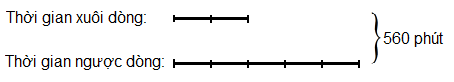 Thời gian xuôi dòng:
560 phút
Thời gian ngược dòng: